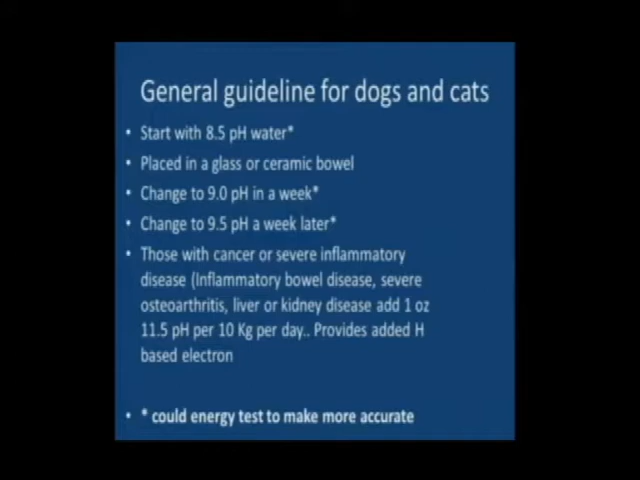 General guideline for dogs and cats
• Start with 8.5 pH water*
• Placed in a glass or ceramic bowel
• Change to 9.0 pH in a week*
• Change to 9.5 pH a week later*
• Those with cancer or severe inflammatory
disease (Inflammatory bowel disease, severe
osteoarthritis, liver or kidney disease add 1 oz
11.5 pH per 10 Kg per day.. Provides added H
based electron
• * could energy test to make more accurate